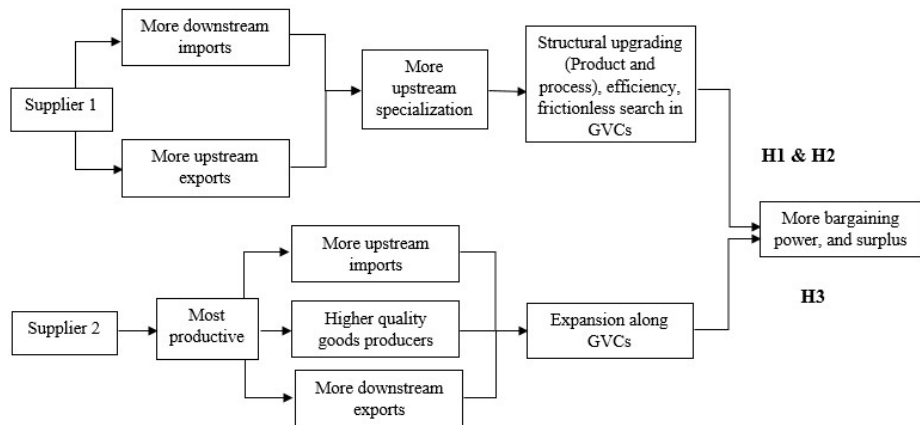 More downstream
imports
Supplier 1
More upstream
exports
More
upstream
specialization
Structural upgrading
(Product and
process), efficiency,
frictionless search in
GVCs
H1 & H2
More bargaining
power, and surplus
H3
Supplier 2
Most
productive
More upstream
imports
Higher quality
goods producers
More downstream
exports
Expansion along
GVCs